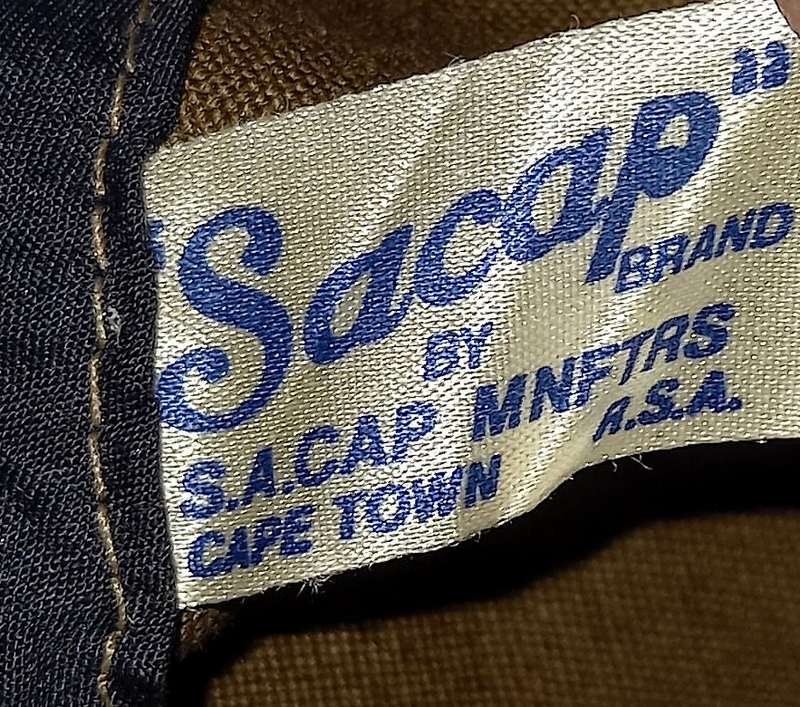 "Sacap"
BRAND
BY
S.A.CAP MNFTRS
CAPE TOWN R.S.A.